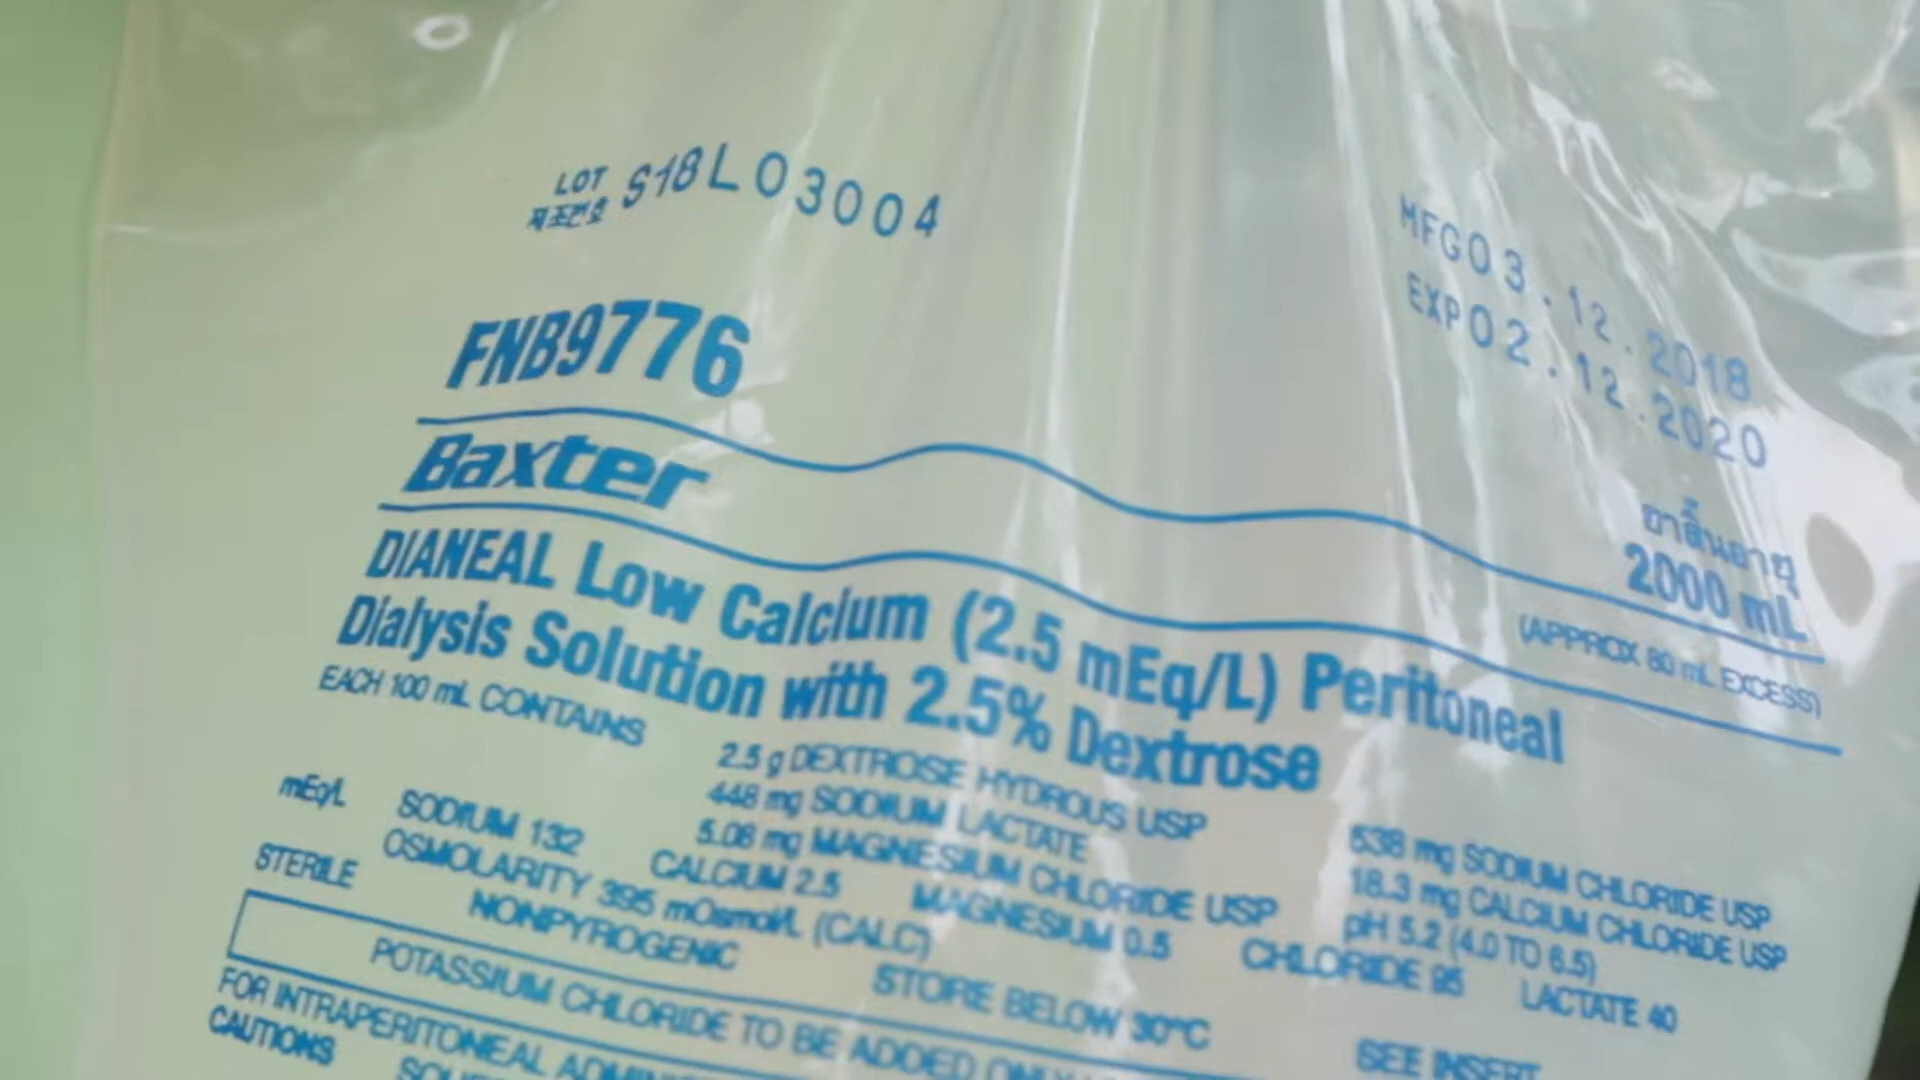 LOT S18L03004
제조번호
MFG03.12.2018
EXP02.12.2020
FNB9776
ยาสิ้นอายุ
Baxter
2000 mL
(APPROX 80 mL EXCESS)
DIANEAL Low Calcium (2.5 mEq/L) Peritoneal
Dialysis Solution with 2.5% Dextrose
EACH 100 mL CONTAINS
2.5 g DEXTROSE HYDROUS USP
538 mg SODIUM CHLORIDE USP
448 mg SODIUM LACTATE
18.3 mg CALCIUM CHLORIDE USP
5.08 mg MAGNESIUM CHLORIDE USP
pH 5.2 (4.0 TO 6.5)
mEq/L SODIUM 132 CALCIUM 2.5 MAGNESIUM 0.5 CHLORIDE 95 LACTATE 40
OSMOLARITY 395 mOsmol/L (CALC)
STERILE NONPYROGENIC STORE BELOW 30°C SEE INSERT
POTASSIUM CHLORIDE TO BE ADDED ONLY
FOR INTRAPERITONEAL
CAUTIONS